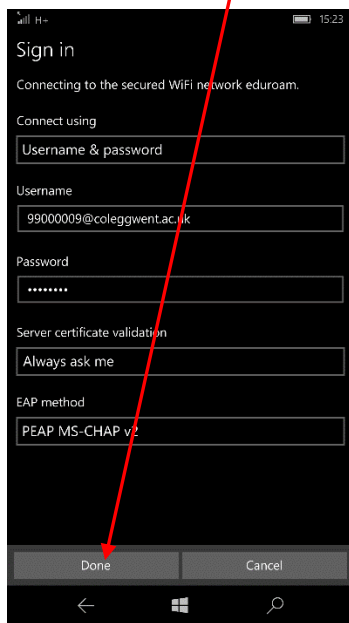 H+ 15:23
Sign in
Connecting to the secured WiFi network eduroam.
Connect using
Username & password
Username
99000009@coleggwent.ac.uk
Password
••••••••
Server certificate validation
Always ask me
EAP method
PEAP MS-CHAP v2
Done Cancel